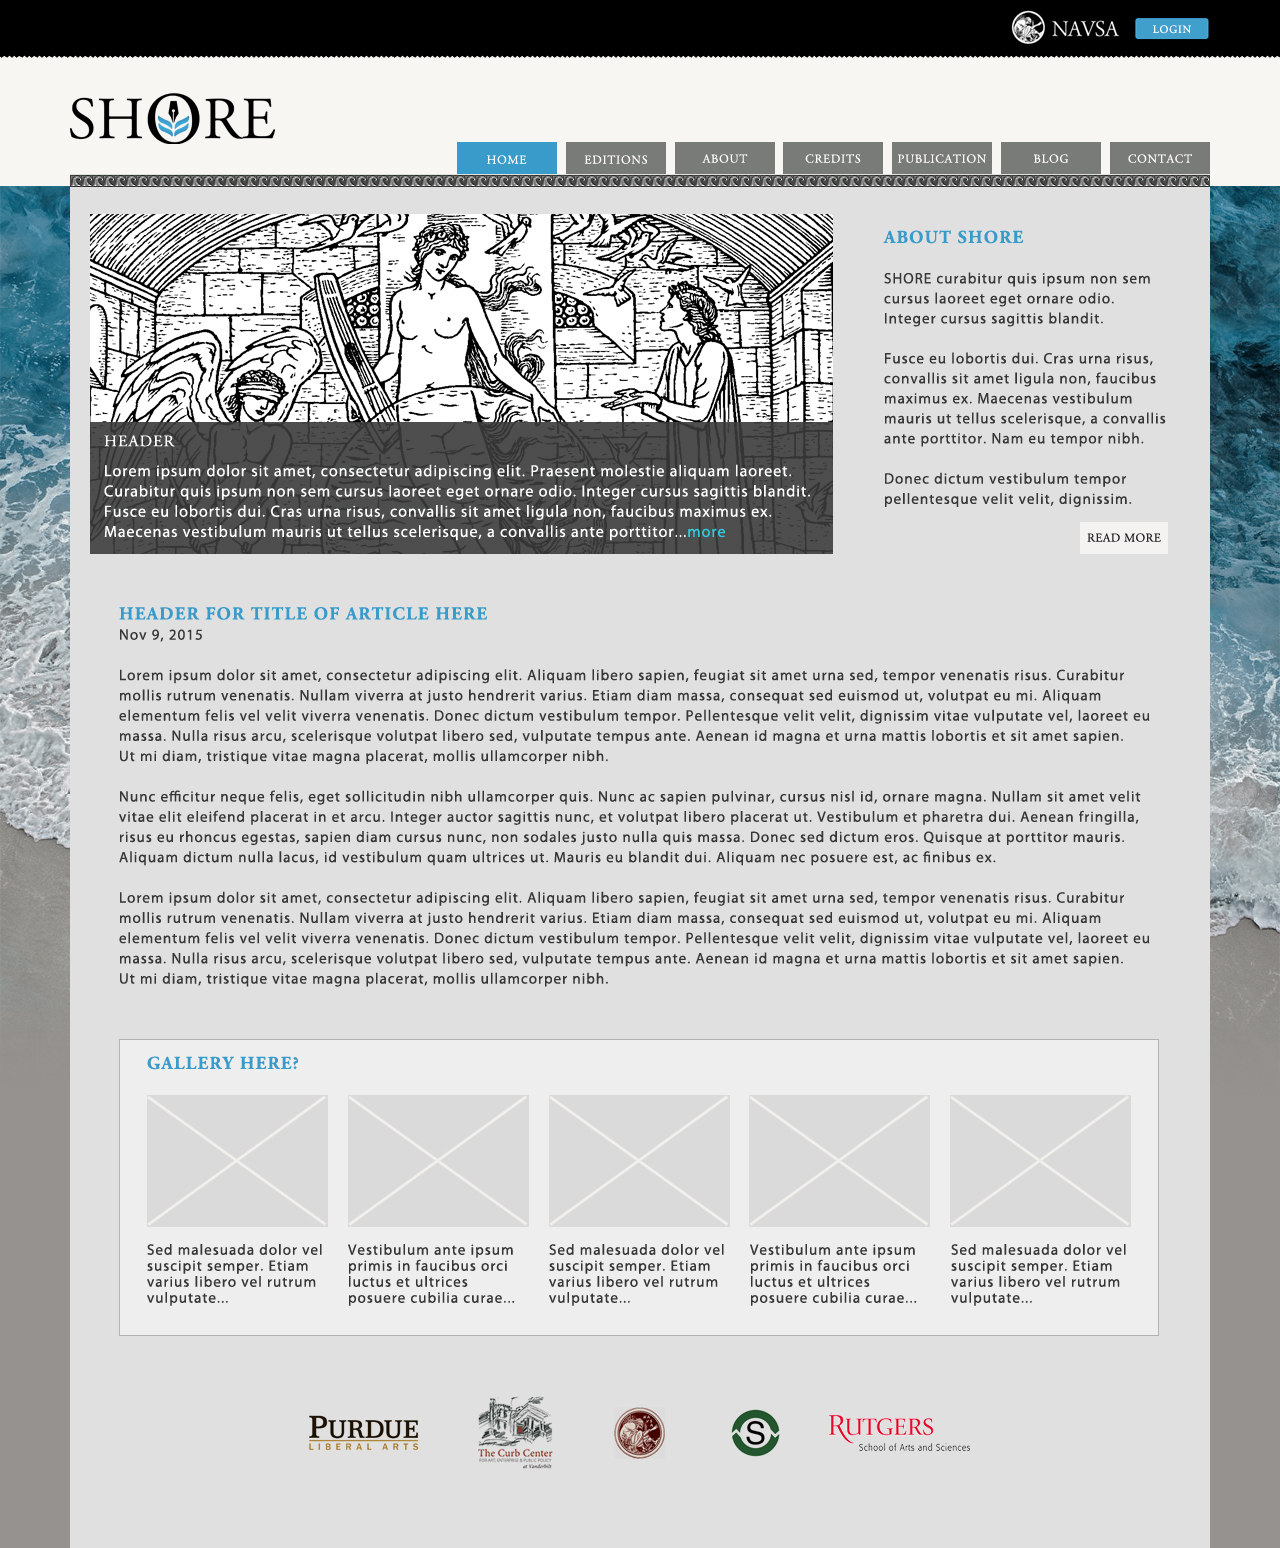 NAVSA
LOGIN
SHORE
HOME
EDITIONS
ABOUT
CREDITS
PUBLICATION
BLOG
CONTACT
HEADER
Lorem ipsum dolor sit amet, consectetur adipiscing elit. Praesent molestie aliquam laoreet.
Curabitur quis ipsum non sem cursus laoreet eget ornare odio. Integer cursus sagittis blandit.
Fusce eu lobortis dui. Cras urna risus, convallis sit amet ligula non, faucibus maximus ex.
Maecenas vestibulum mauris ut tellus scelerisque, a convallis ante porttitor...more
ABOUT SHORE
SHORE curabitur quis ipsum non sem
cursus laoreet eget ornare odio.
Integer cursus sagittis blandit.
Fusce eu lobortis dui. Cras urna risus,
convallis sit amet ligula non, faucibus
maximus ex. Maecenas vestibulum
mauris ut tellus scelerisque, a convallis
ante porttitor. Nam eu tempor nibh.
Donec dictum vestibulum tempor
pellentesque velit velit, dignissim.
READ MORE
HEADER FOR TITLE OF ARTICLE HERE
Nov 9, 2015
Lorem ipsum dolor sit amet, consectetur adipiscing elit. Aliquam libero sapien, feugiat sit amet urna sed, tempor venenatis risus. Curabitur
mollis rutrum venenatis. Nullam viverra at justo hendrerit varius. Etiam diam massa, consequat sed euismod ut, volutpat eu mi. Aliquam
elementum felis vel velit viverra venenatis. Donec dictum vestibulum tempor. Pellentesque velit velit, dignissim vitae vulputate vel, laoreet eu
massa. Nulla risus arcu, scelerisque volutpat libero sed, vulputate tempus ante. Aenean id magna et urna mattis lobortis et sit amet sapien.
Ut mi diam, tristique vitae magna placerat, mollis ullamcorper nibh.
Nunc efficitur neque felis, eget sollicitudin nibh ullamcorper quis. Nunc ac sapien pulvinar, cursus nisl id, ornare magna. Nullam sit amet velit
vitae elit eleifend placerat in et arcu. Integer auctor sagittis nunc, et volutpat libero placerat ut. Vestibulum et pharetra dui. Aenean fringilla,
risus eu rhoncus egestas, sapien diam cursus nunc, non sodales justo nulla quis massa. Donec sed dictum eros. Quisque at porttitor mauris.
Aliquam dictum nulla lacus, id vestibulum quam ultrices ut. Mauris eu blandit dui. Aliquam nec posuere est, ac finibus ex.
Lorem ipsum dolor sit amet, consectetur adipiscing elit. Aliquam libero sapien, feugiat sit amet urna sed, tempor venenatis risus. Curabitur
mollis rutrum venenatis. Nullam viverra at justo hendrerit varius. Etiam diam massa, consequat sed euismod ut, volutpat eu mi. Aliquam
elementum felis vel velit viverra venenatis. Donec dictum vestibulum tempor. Pellentesque velit velit, dignissim vitae vulputate vel, laoreet eu
massa. Nulla risus arcu, scelerisque volutpat libero sed, vulputate tempus ante. Aenean id magna et urna mattis lobortis et sit amet sapien.
Ut mi diam, tristique vitae magna placerat, mollis ullamcorper nibh.
GALLERY HERE?
Sed malesuada dolor vel
suscipit semper. Etiam
varius libero vel rutrum
vulputate...
Vestibulum ante ipsum
primis in faucibus orci
luctus et ultrices
posuere cubilia curae...
Sed malesuada dolor vel
suscipit semper. Etiam
varius libero vel rutrum
vulputate...
Vestibulum ante ipsum
primis in faucibus orci
luctus et ultrices
posuere cubilia curae...
Sed malesuada dolor vel
suscipit semper. Etiam
varius libero vel rutrum
vulputate...
PURDUE
LIBERAL ARTS
The Curb Center
FOR ART, ENTERPRISE & PUBLIC POLICY
at Vanderbilt
S
RUTGERS
School of Arts and Sciences